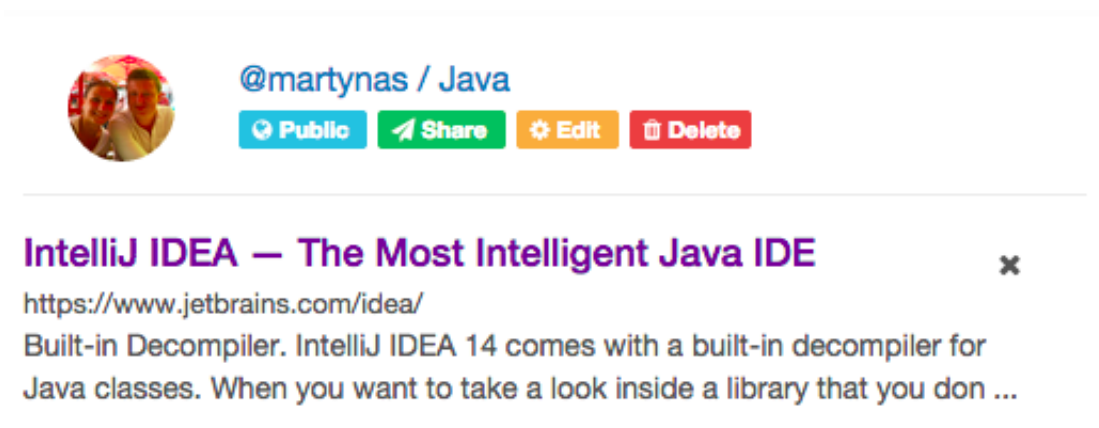 @martynas / Java
Public Share Edit Delete
IntelliJ IDEA — The Most Intelligent Java IDE
https://www.jetbrains.com/idea/
Built-in Decompiler. IntelliJ IDEA 14 comes with a built-in decompiler for
Java classes. When you want to take a look inside a library that you don ...